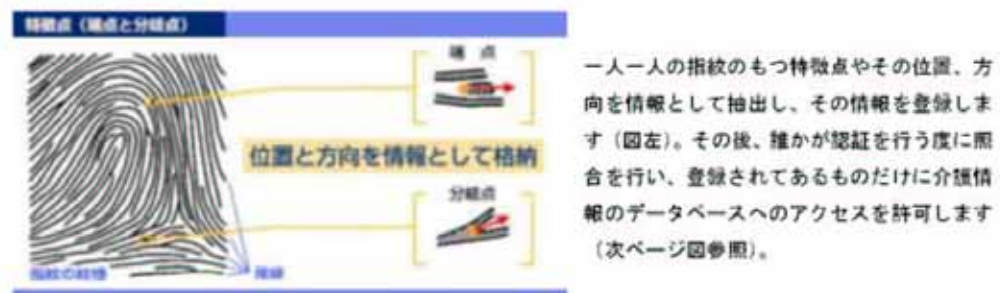 特徴点（端点と分岐点）
端 点
位置と方向を情報として格納
分岐点
指紋の紋様
隆線
一人一人の指紋のもつ特徴点やその位置、方
向を情報として抽出し、その情報を登録しま
す（図左）。その後、誰かが認証を行う度に照
合を行い、登録されてあるものだけに介護情
報のデータベースへのアクセスを許可します
（次ページ図参照）。